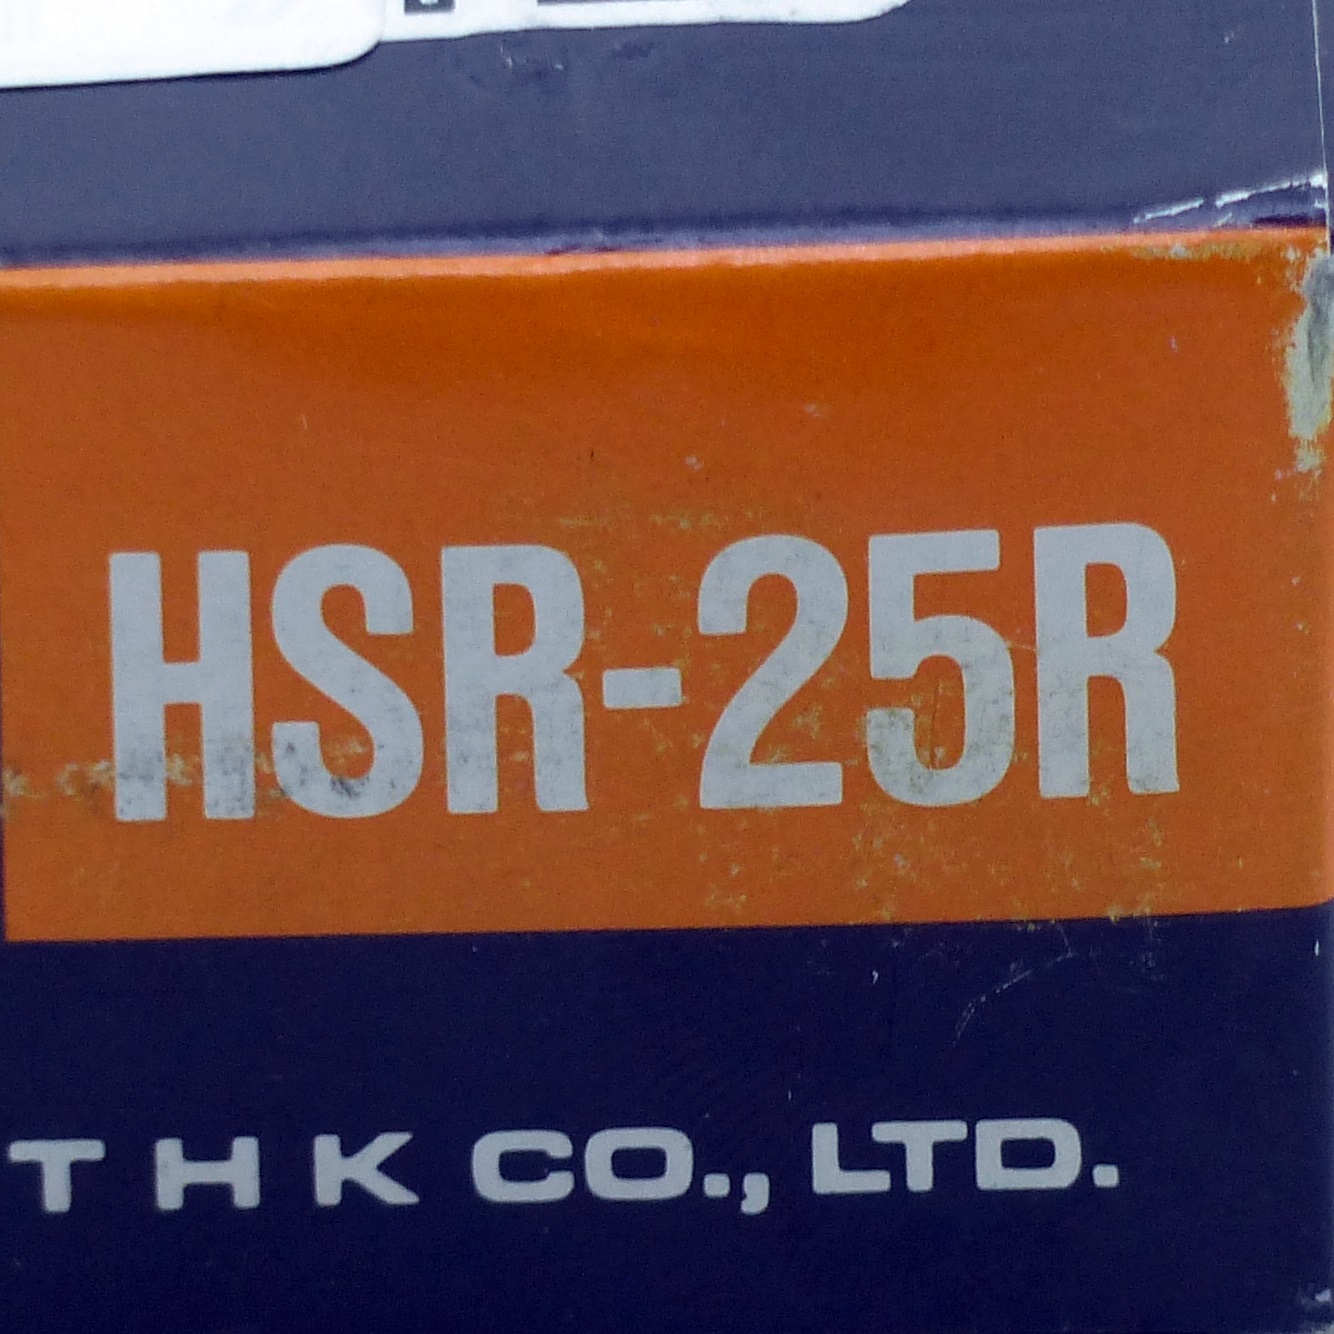 HSR-25R
THK CO., LTD.